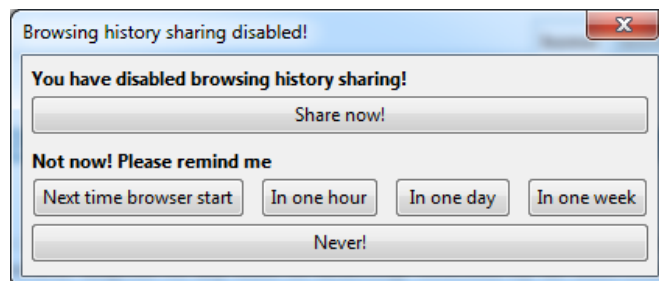 Browsing history sharing disabled!
You have disabled browsing history sharing!
Share now!
Not now! Please remind me
Next time browser start In one hour In one day In one week
Never!